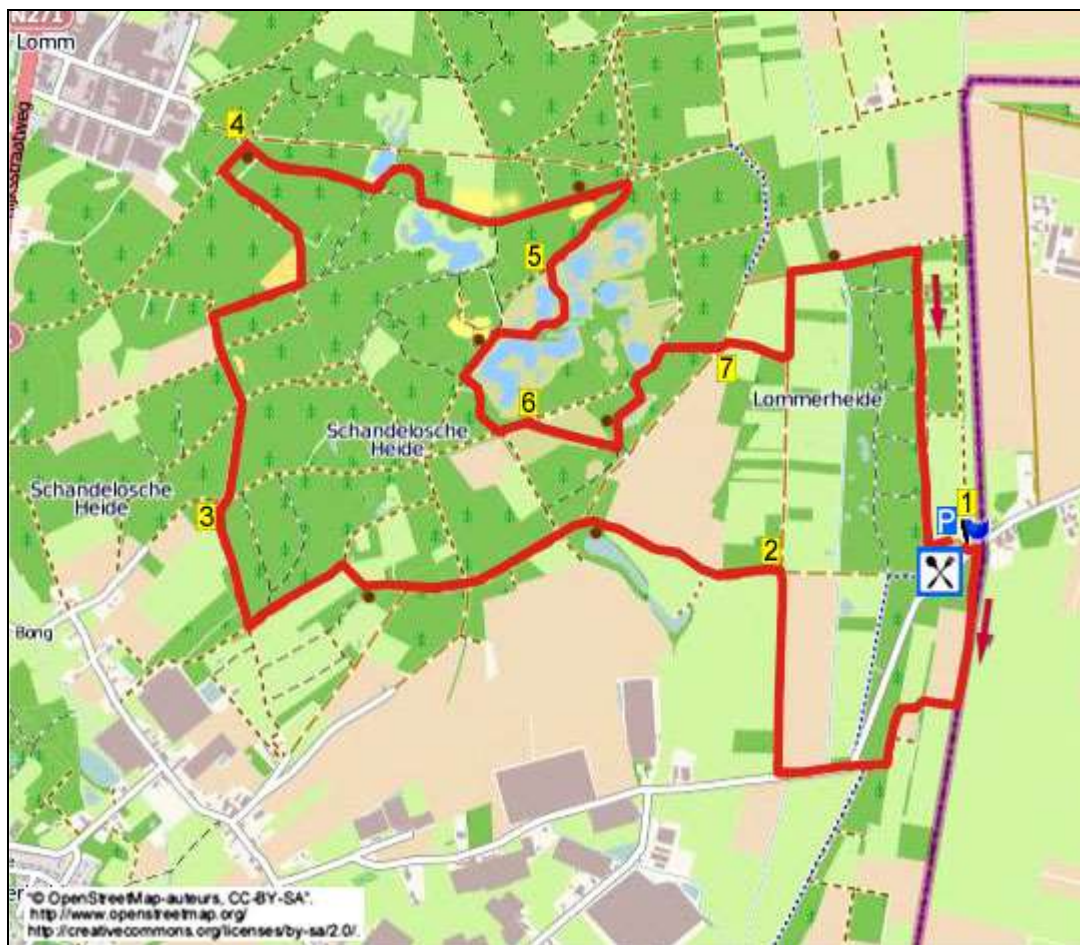 N271
Lomm
4
5
7
6
Lommerheide
Schandelosche
Heide
Schandelosche
Heide
3
2
P
1
Bong
"© OpenStreetMap-auteurs, CC-BY-SA".
http://www.openstreetmap.org/
http://creativecommons.org/licenses/by-sa/2.0/.